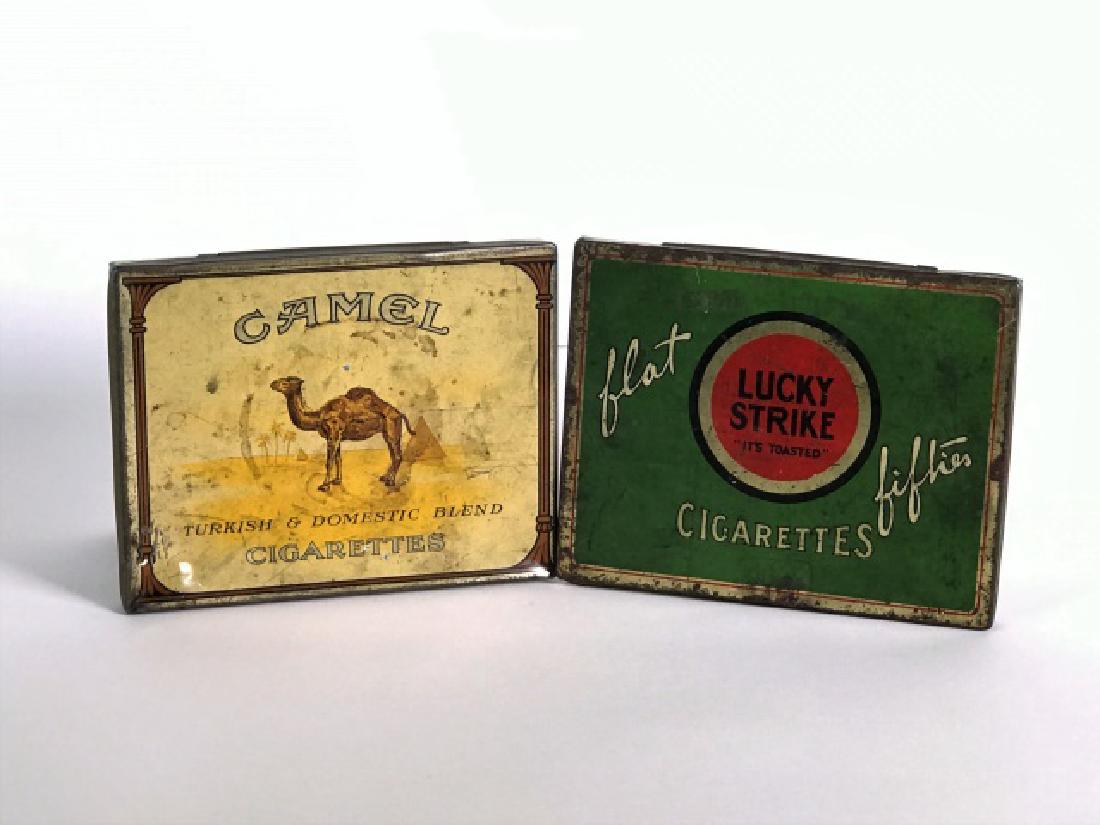 CAMEL
TURKISH & DOMESTIC BLEND
CIGARETTES
flat
LUCKY
STRIKE
"IT'S TOASTED"
fifties
CIGARETTES